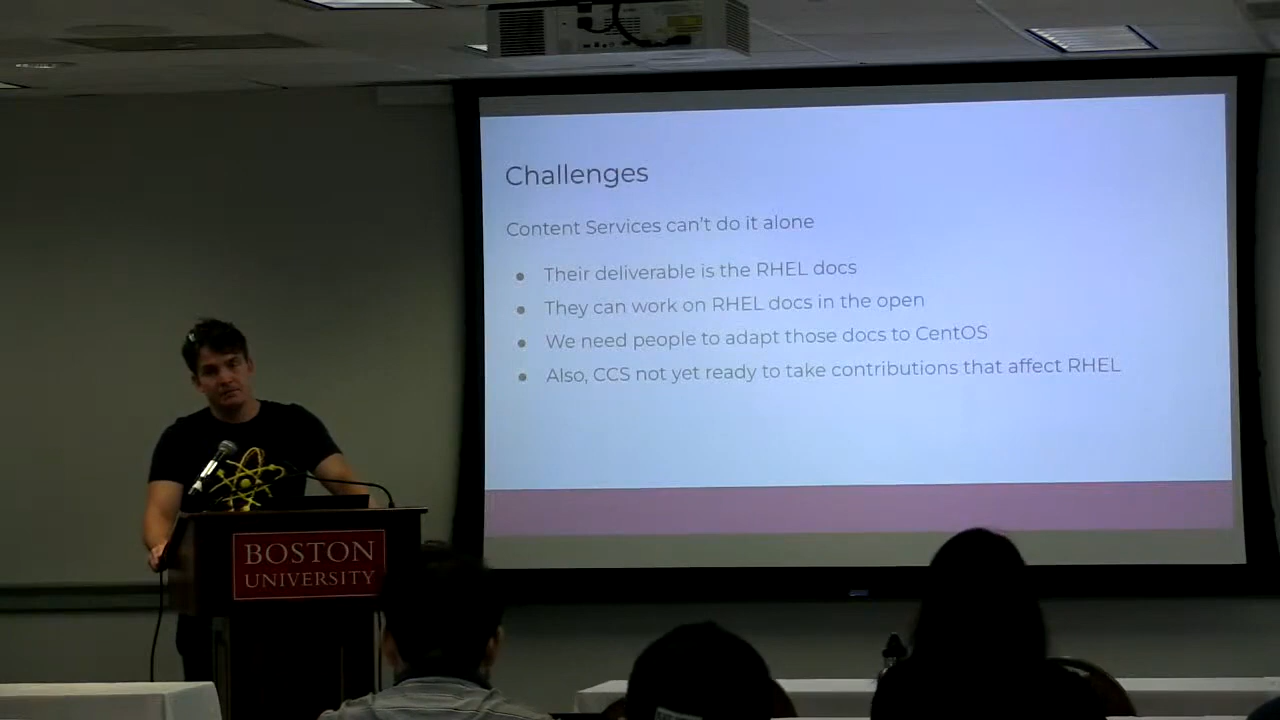 Challenges
Content Services can't do it alone
● Their deliverable is the RHEL docs
● They can work on RHEL docs in the open
● We need people to adapt those docs to CentOS
● Also, CCS not yet ready to take contributions that affect RHEL
BOSTON
UNIVERSITY